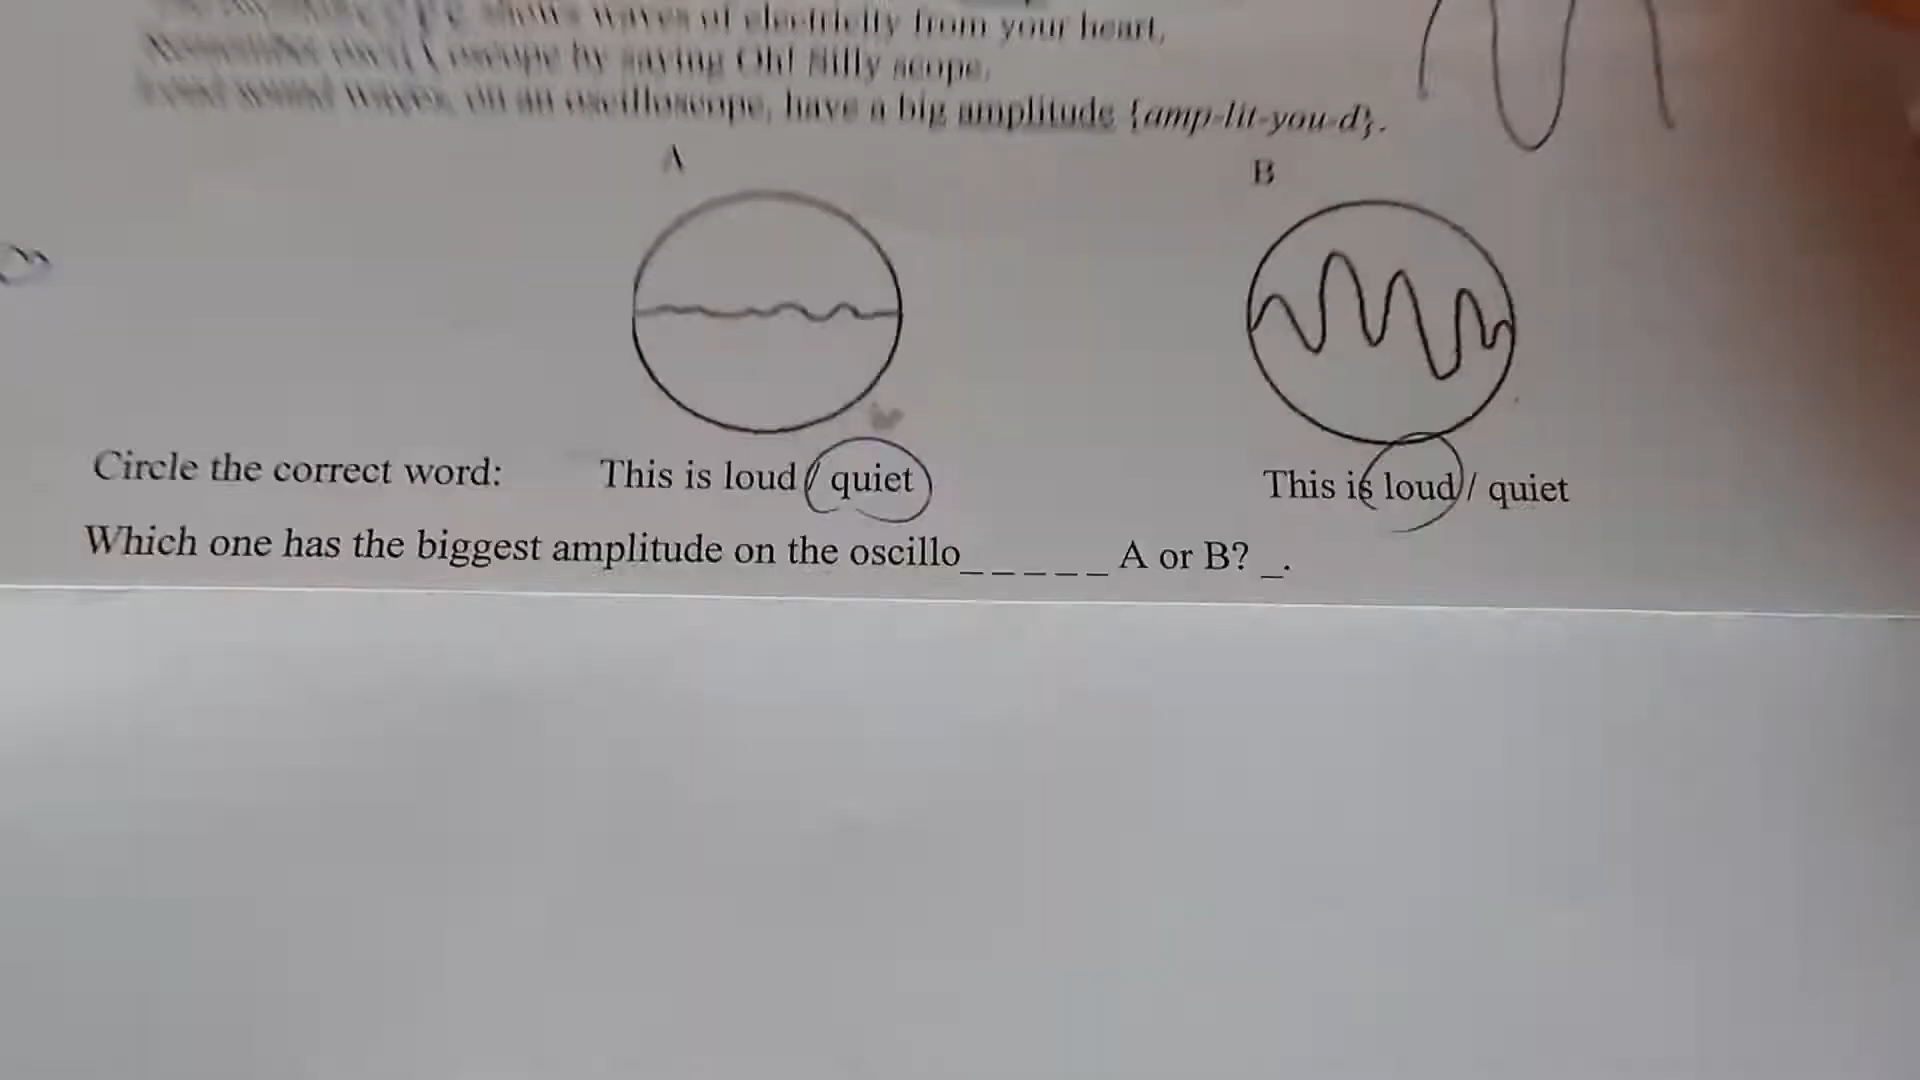 shows waves of electricity from your heart,
by saying Oh! Silly scope.
waves, on an oscilloscope, have a big amplitude {amp-lit-you-d}.
A
B
Circle the correct word: This is loud / quiet This is loud / quiet
Which one has the biggest amplitude on the oscillo_ _ _ _ _ A or B? _.